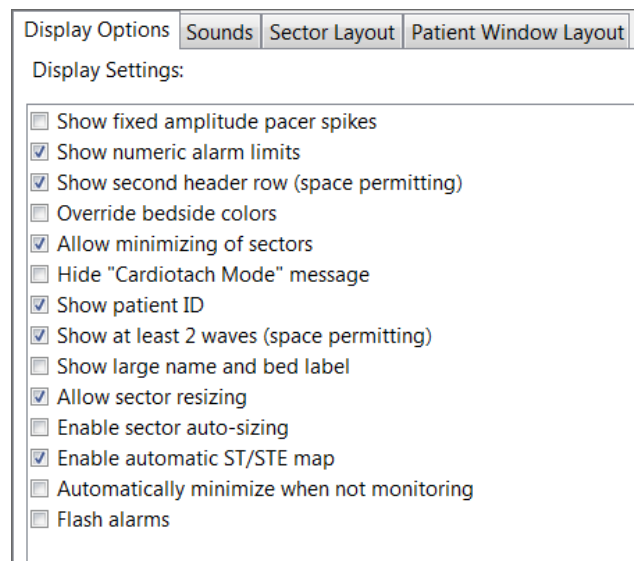 Display Options Sounds Sector Layout Patient Window Layout
Display Settings:
Show fixed amplitude pacer spikes
Show numeric alarm limits
Show second header row (space permitting)
Override bedside colors
Allow minimizing of sectors
Hide "Cardiotach Mode" message
Show patient ID
Show at least 2 waves (space permitting)
Show large name and bed label
Allow sector resizing
Enable sector auto-sizing
Enable automatic ST/STE map
Automatically minimize when not monitoring
Flash alarms